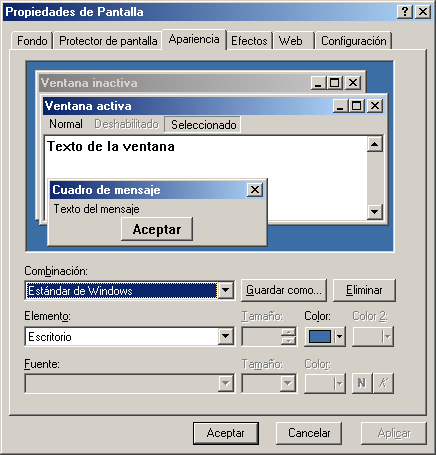 Propiedades de Pantalla
Fondo Protector de pantalla Apariencia Efectos Web Configuración
Ventana inactiva
Ventana activa
Normal Deshabilitado Seleccionado
Texto de la ventana
Cuadro de mensaje
Texto del mensaje
Aceptar
Combinación:
Estándar de Windows Guardar como... Eliminar
Elemento: Tamaño: Color: Color 2:
Escritorio
Fuente: Tamaño: Color:
N K
Aceptar Cancelar Aplicar